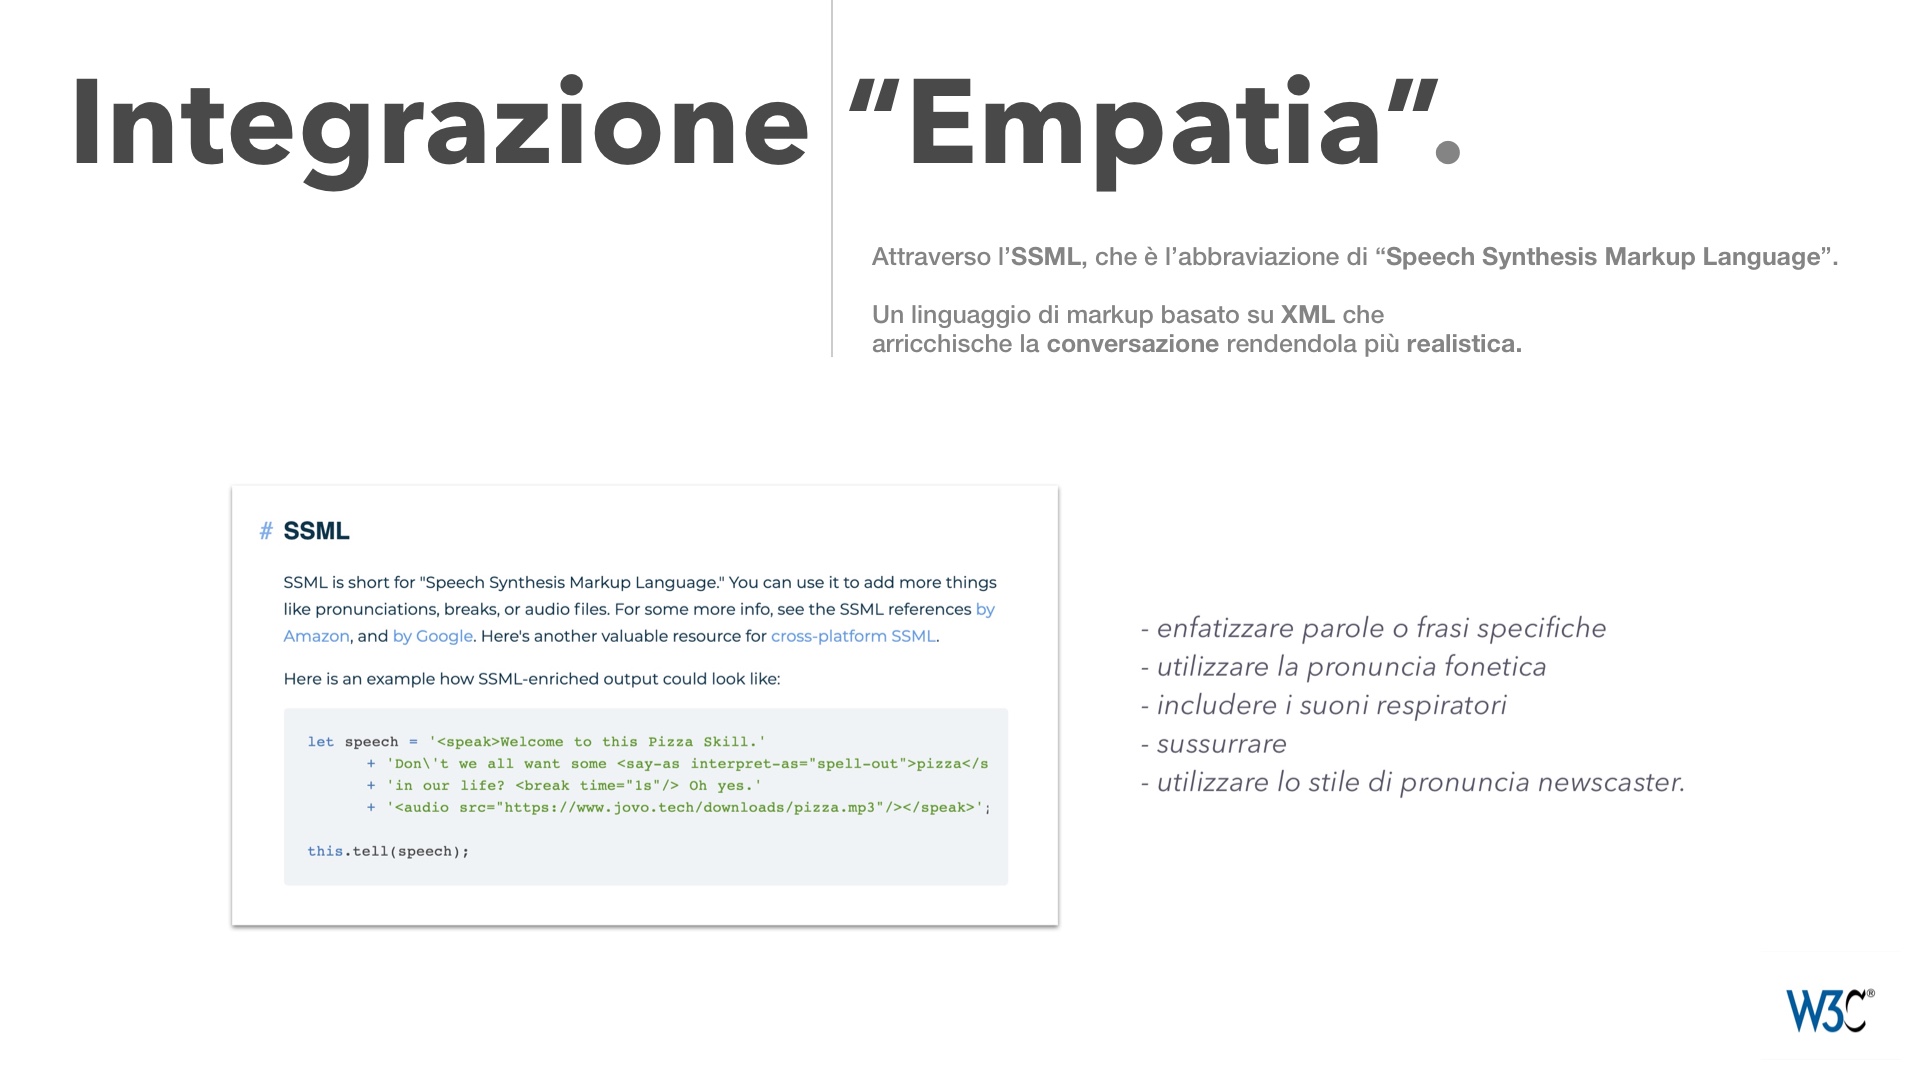 Integrazione “Empatia”.
Attraverso l’SSML, che è l’abbraviazione di “Speech Synthesis Markup Language”.
Un linguaggio di markup basato su XML che
arricchische la conversazione rendendola più realistica.
# SSML
SSML is short for "Speech Synthesis Markup Language." You can use it to add more things
like pronunciations, breaks, or audio files. For some more info, see the SSML references by
Amazon, and by Google. Here's another valuable resource for cross-platform SSML.
Here is an example how SSML-enriched output could look like:
let speech = '<speak>Welcome to this Pizza Skill.'
+ 'Don\'t we all want some <say-as interpret-as="spell-out">pizza</s
+ 'in our life? <break time="1s"/> Oh yes.'
+ '<audio src="https://www.jovo.tech/downloads/pizza.mp3"/></speak>';
this.tell(speech);
- enfatizzare parole o frasi specifiche
- utilizzare la pronuncia fonetica
- includere i suoni respiratori
- sussurrare
- utilizzare lo stile di pronuncia newscaster.
W3C®